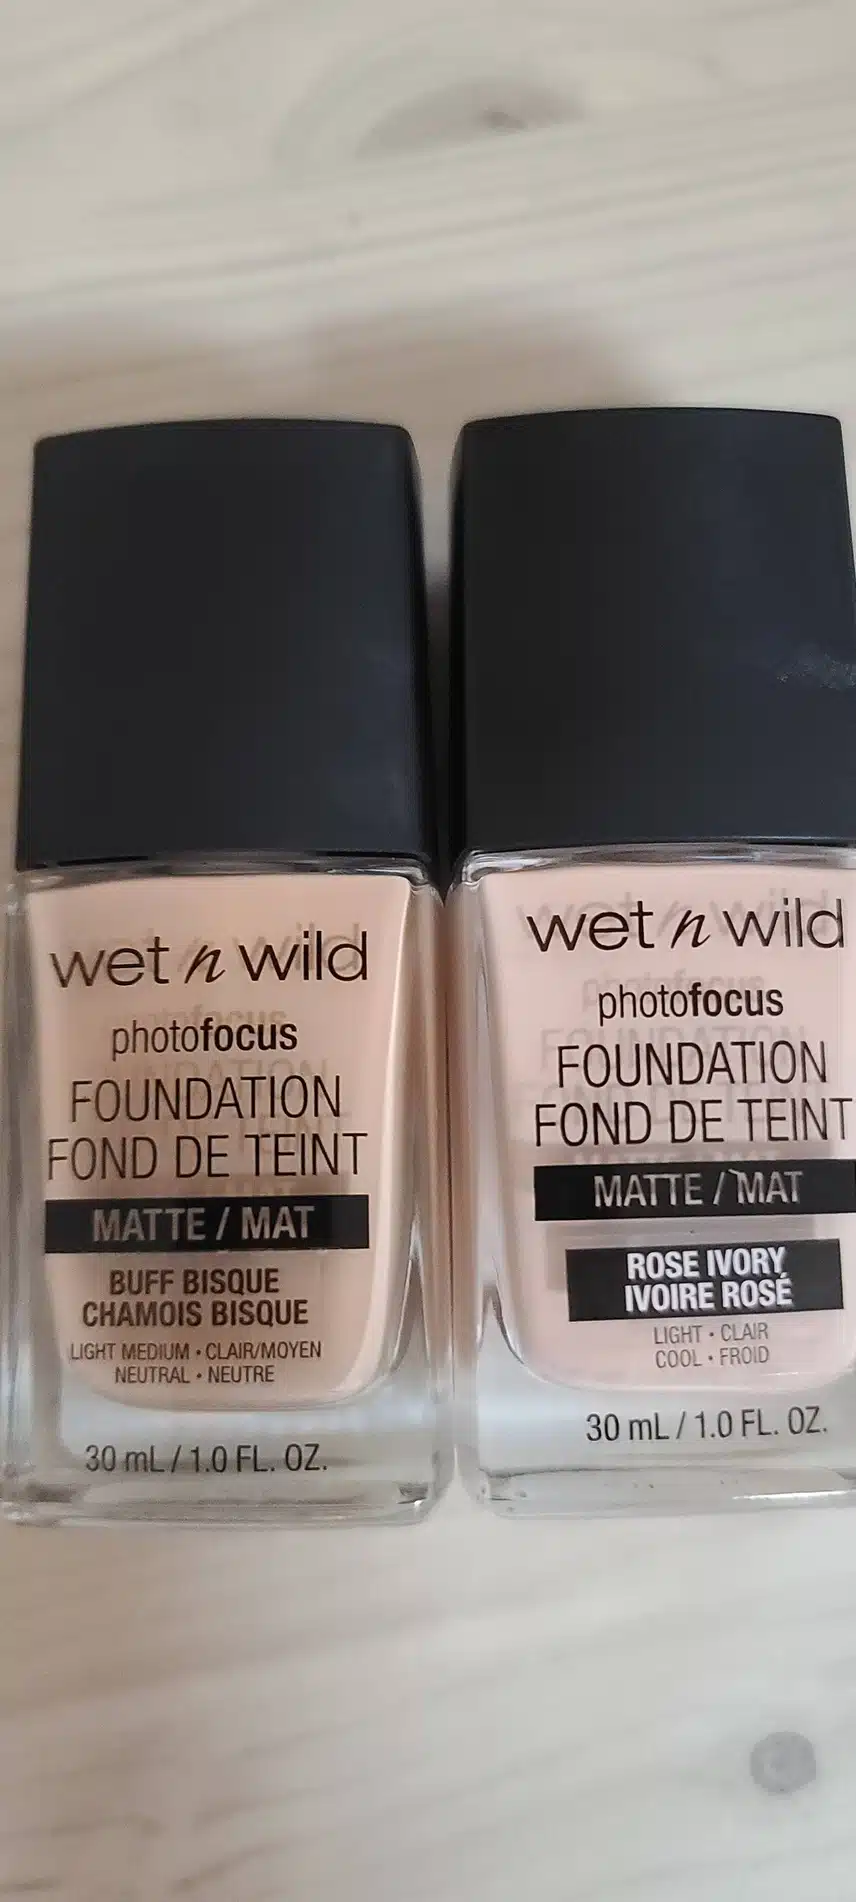 wet n wild
photofocus
FOUNDATION
FOND DE TEINT
MATTE / MAT
BUFF BISQUE
CHAMOIS BISQUE
LIGHT MEDIUM • CLAIR/MOYEN
NEUTRAL • NEUTRE
30 mL / 1.0 FL. OZ.
wet n wild
photofocus
FOUNDATION
FOND DE TEINT
MATTE / MAT
ROSE IVORY
IVOIRE ROSÉ
LIGHT • CLAIR
COOL • FROID
30 mL / 1.0 FL. OZ.